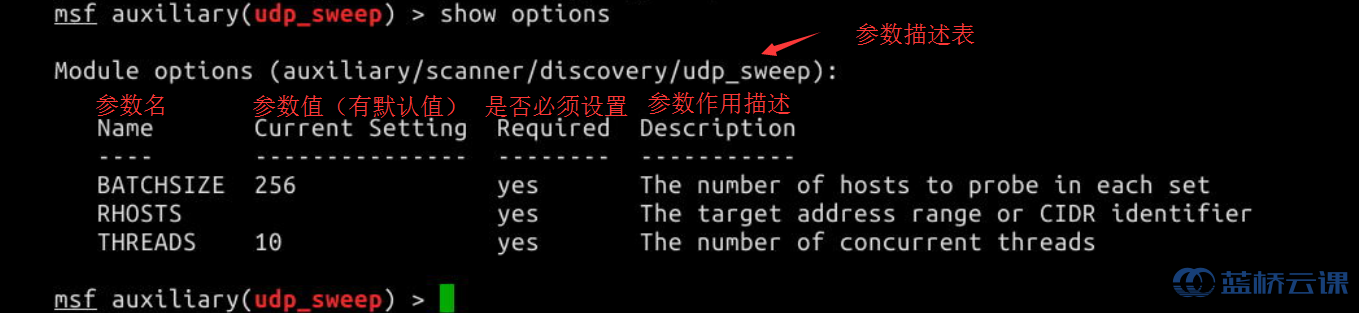 msf auxiliary(udp_sweep) > show options
参数描述表
Module options (auxiliary/scanner/discovery/udp_sweep):
参数名 参数值（有默认值） 是否必须设置 参数作用描述
Name Current Setting Required Description
---- --------------- -------- -----------
BATCHSIZE 256 yes The number of hosts to probe in each set
RHOSTS yes The target address range or CIDR identifier
THREADS 10 yes The number of concurrent threads
msf auxiliary(udp_sweep) >
蓝桥云课